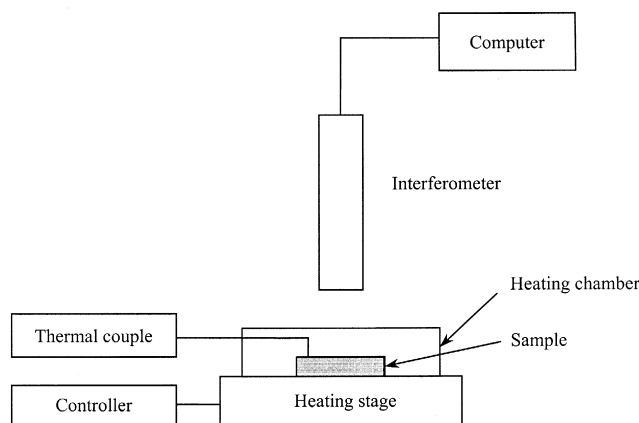 Computer
Interferometer
Heating chamber
Thermal couple
Sample
Controller
Heating stage